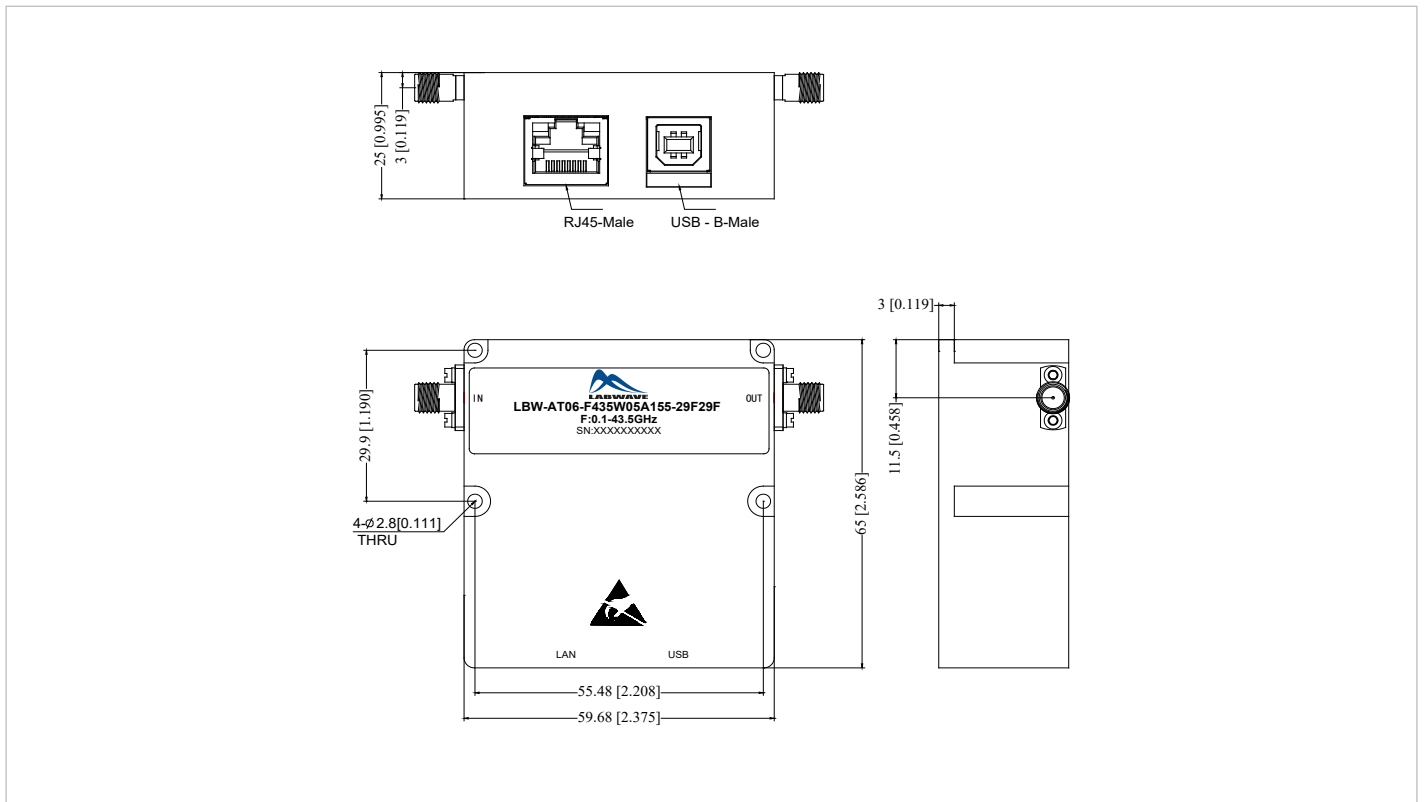 25 [0.995]
3 [0.119]
RJ45-Male
USB - B-Male
3 [0.119]
29.9 [1.190]
IN
LABWAVE
OUT
LBW-AT06-F435W05A155-29F29F
F:0.1-43.5GHz
SN:XXXXXXXXXX
11.5 [0.458]
65 [2.586]
4-Ø2.8[0.111]
THRU
LAN
USB
55.48 [2.208]
59.68 [2.375]